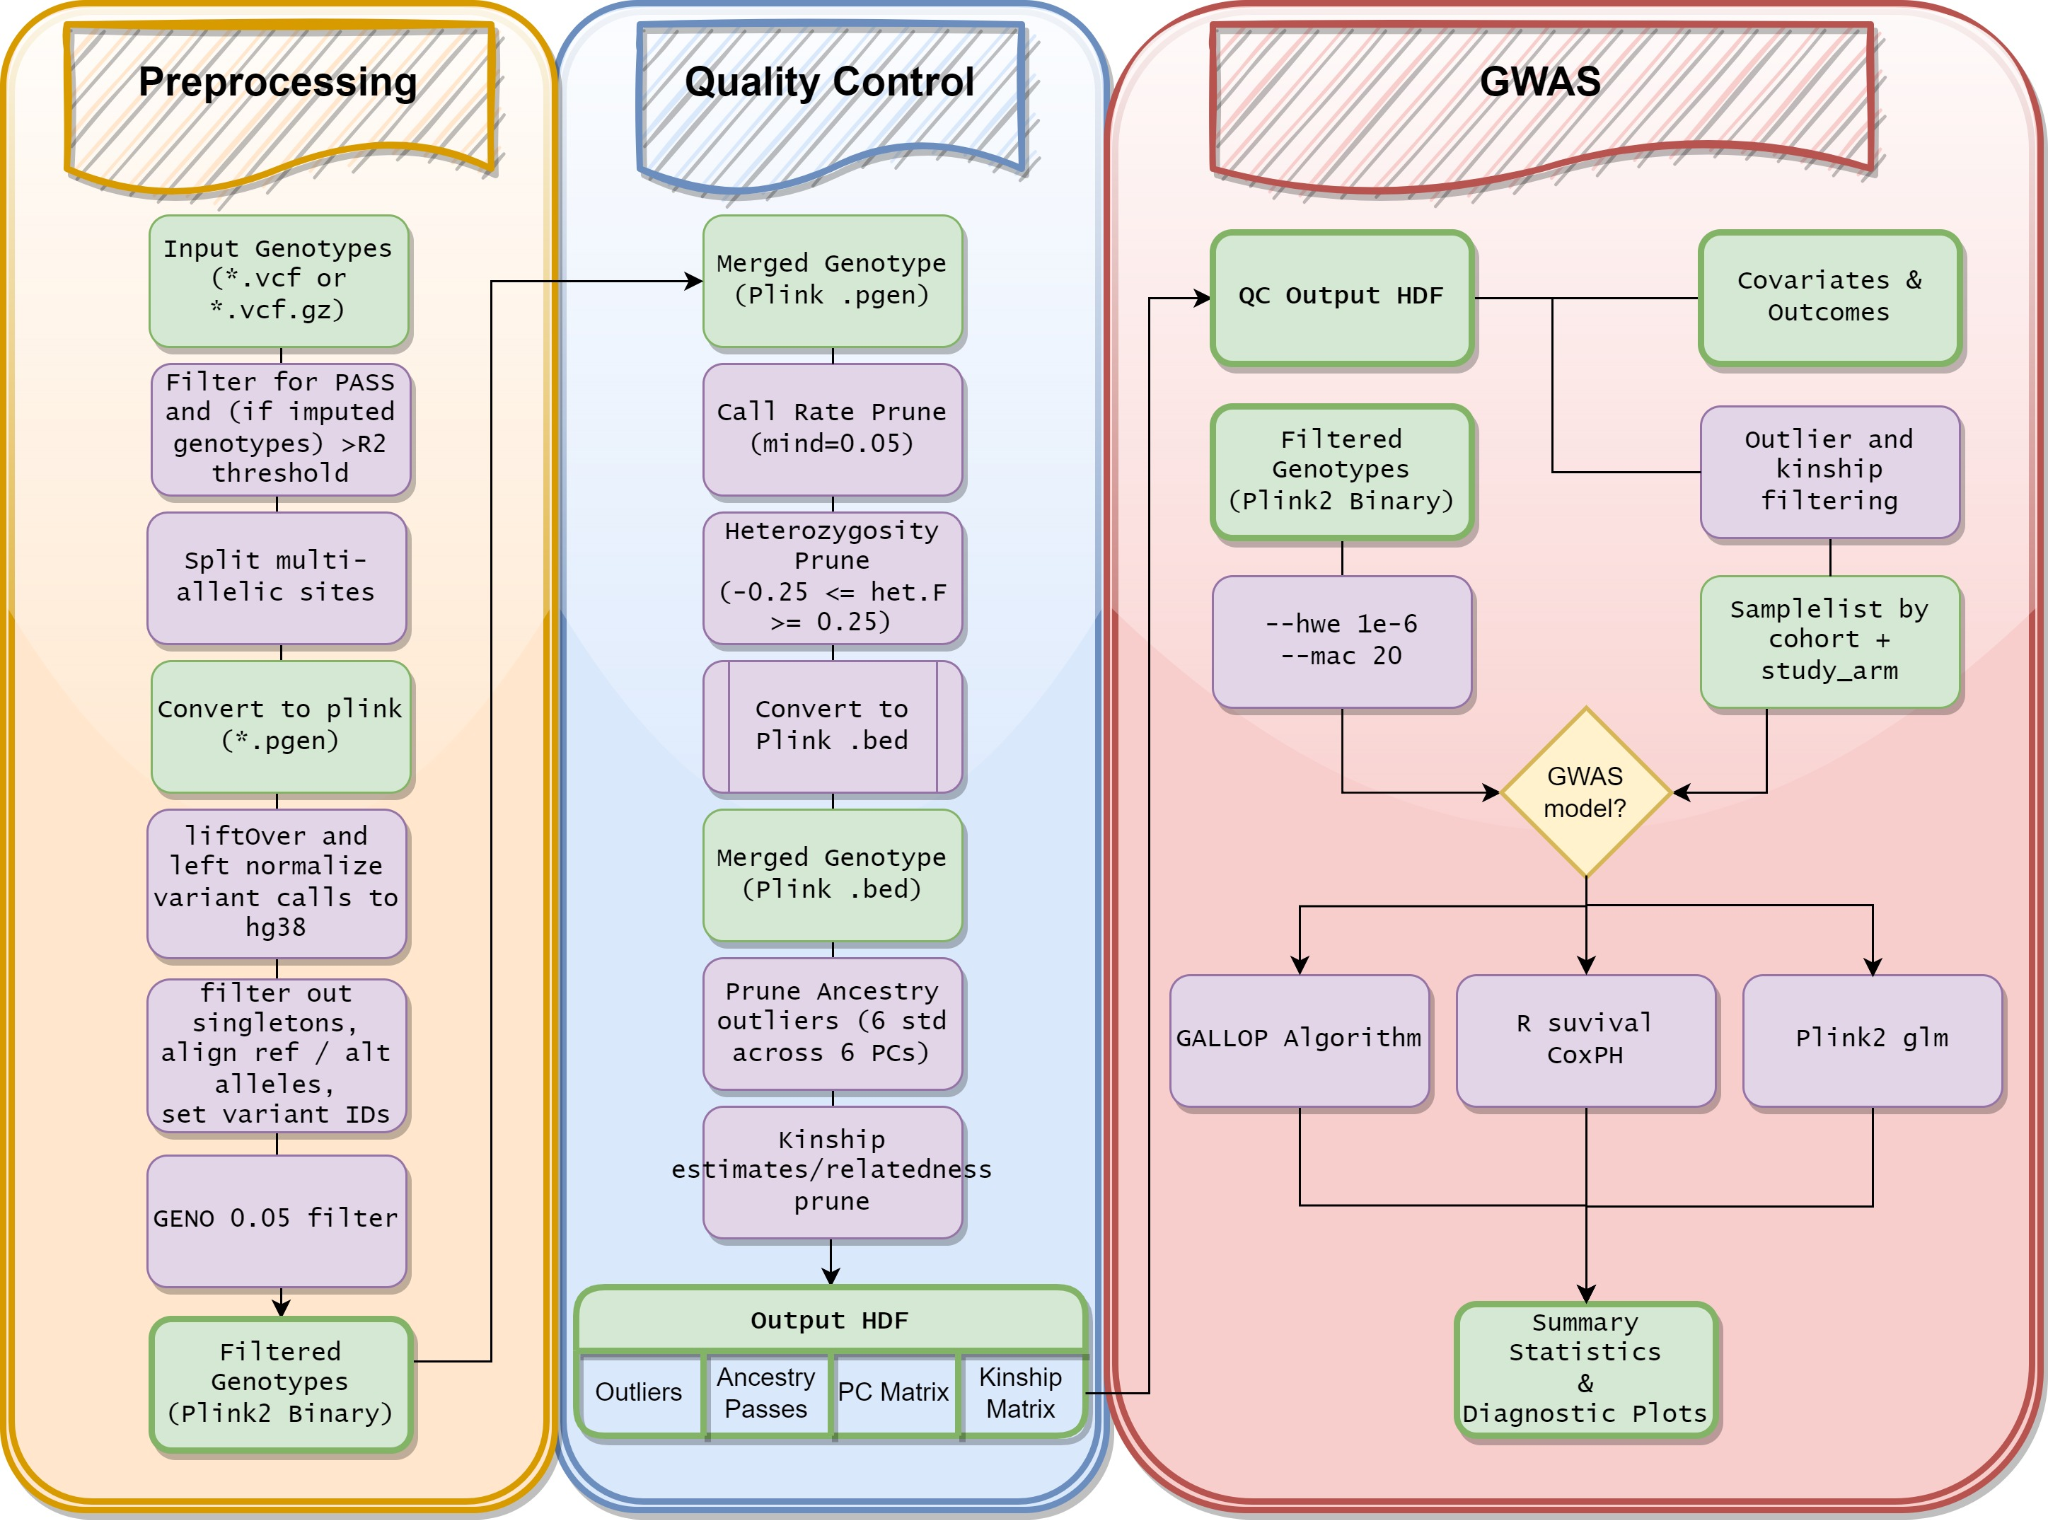 Preprocessing
Input Genotypes
(*.vcf or
*.vcf.gz)
Filter for PASS
and (if imputed
genotypes) >R2
threshold
Split multi-
allelic sites
Convert to plink
(*.pgen)
liftOver and
left normalize
variant calls to
hg38
filter out
singletons,
align ref / alt
alleles,
set variant IDs
GENO 0.05 filter
Filtered
Genotypes
(Plink2 Binary)
Quality Control
Merged Genotype
(Plink .pgen)
Call Rate Prune
(mind=0.05)
Heterozygosity
Prune
(-0.25 <= het.F
>= 0.25)
Convert to
Plink .bed
Merged Genotype
(Plink .bed)
Prune Ancestry
outliers (6 std
across 6 PCs)
Kinship
estimates/relatedness
prune
Output HDF
Outliers
Ancestry
Passes
PC Matrix
Kinship
Matrix
GWAS
QC Output HDF
Covariates &
Outcomes
Filtered
Genotypes
(Plink2 Binary)
Outlier and
kinship
filtering
--hwe 1e-6
--mac 20
Samplelist by
cohort +
study_arm
GWAS
model?
GALLOP Algorithm
R suvival
CoxPH
Plink2 glm
Summary
Statistics
&
Diagnostic Plots